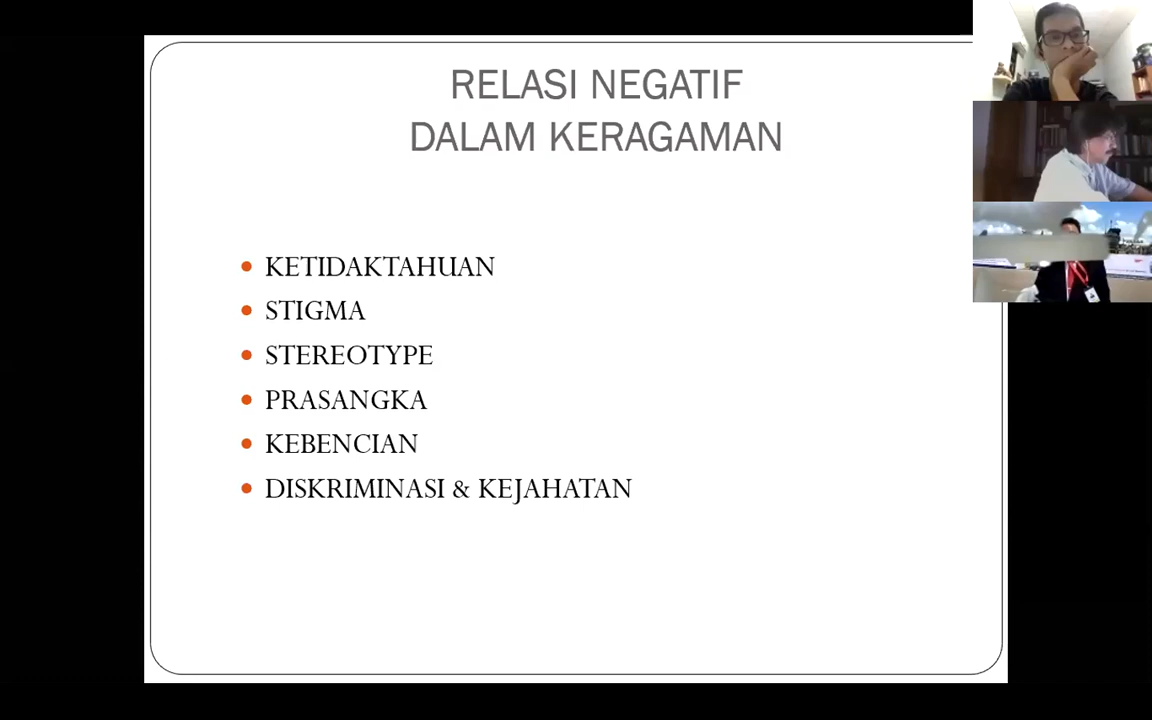 RELASI NEGATIF
DALAM KERAGAMAN
KETIDAKTAHUAN
STIGMA
STEREOTYPE
PRASANGKA
KEBENCIAN
DISKRIMINASI & KEJAHATAN